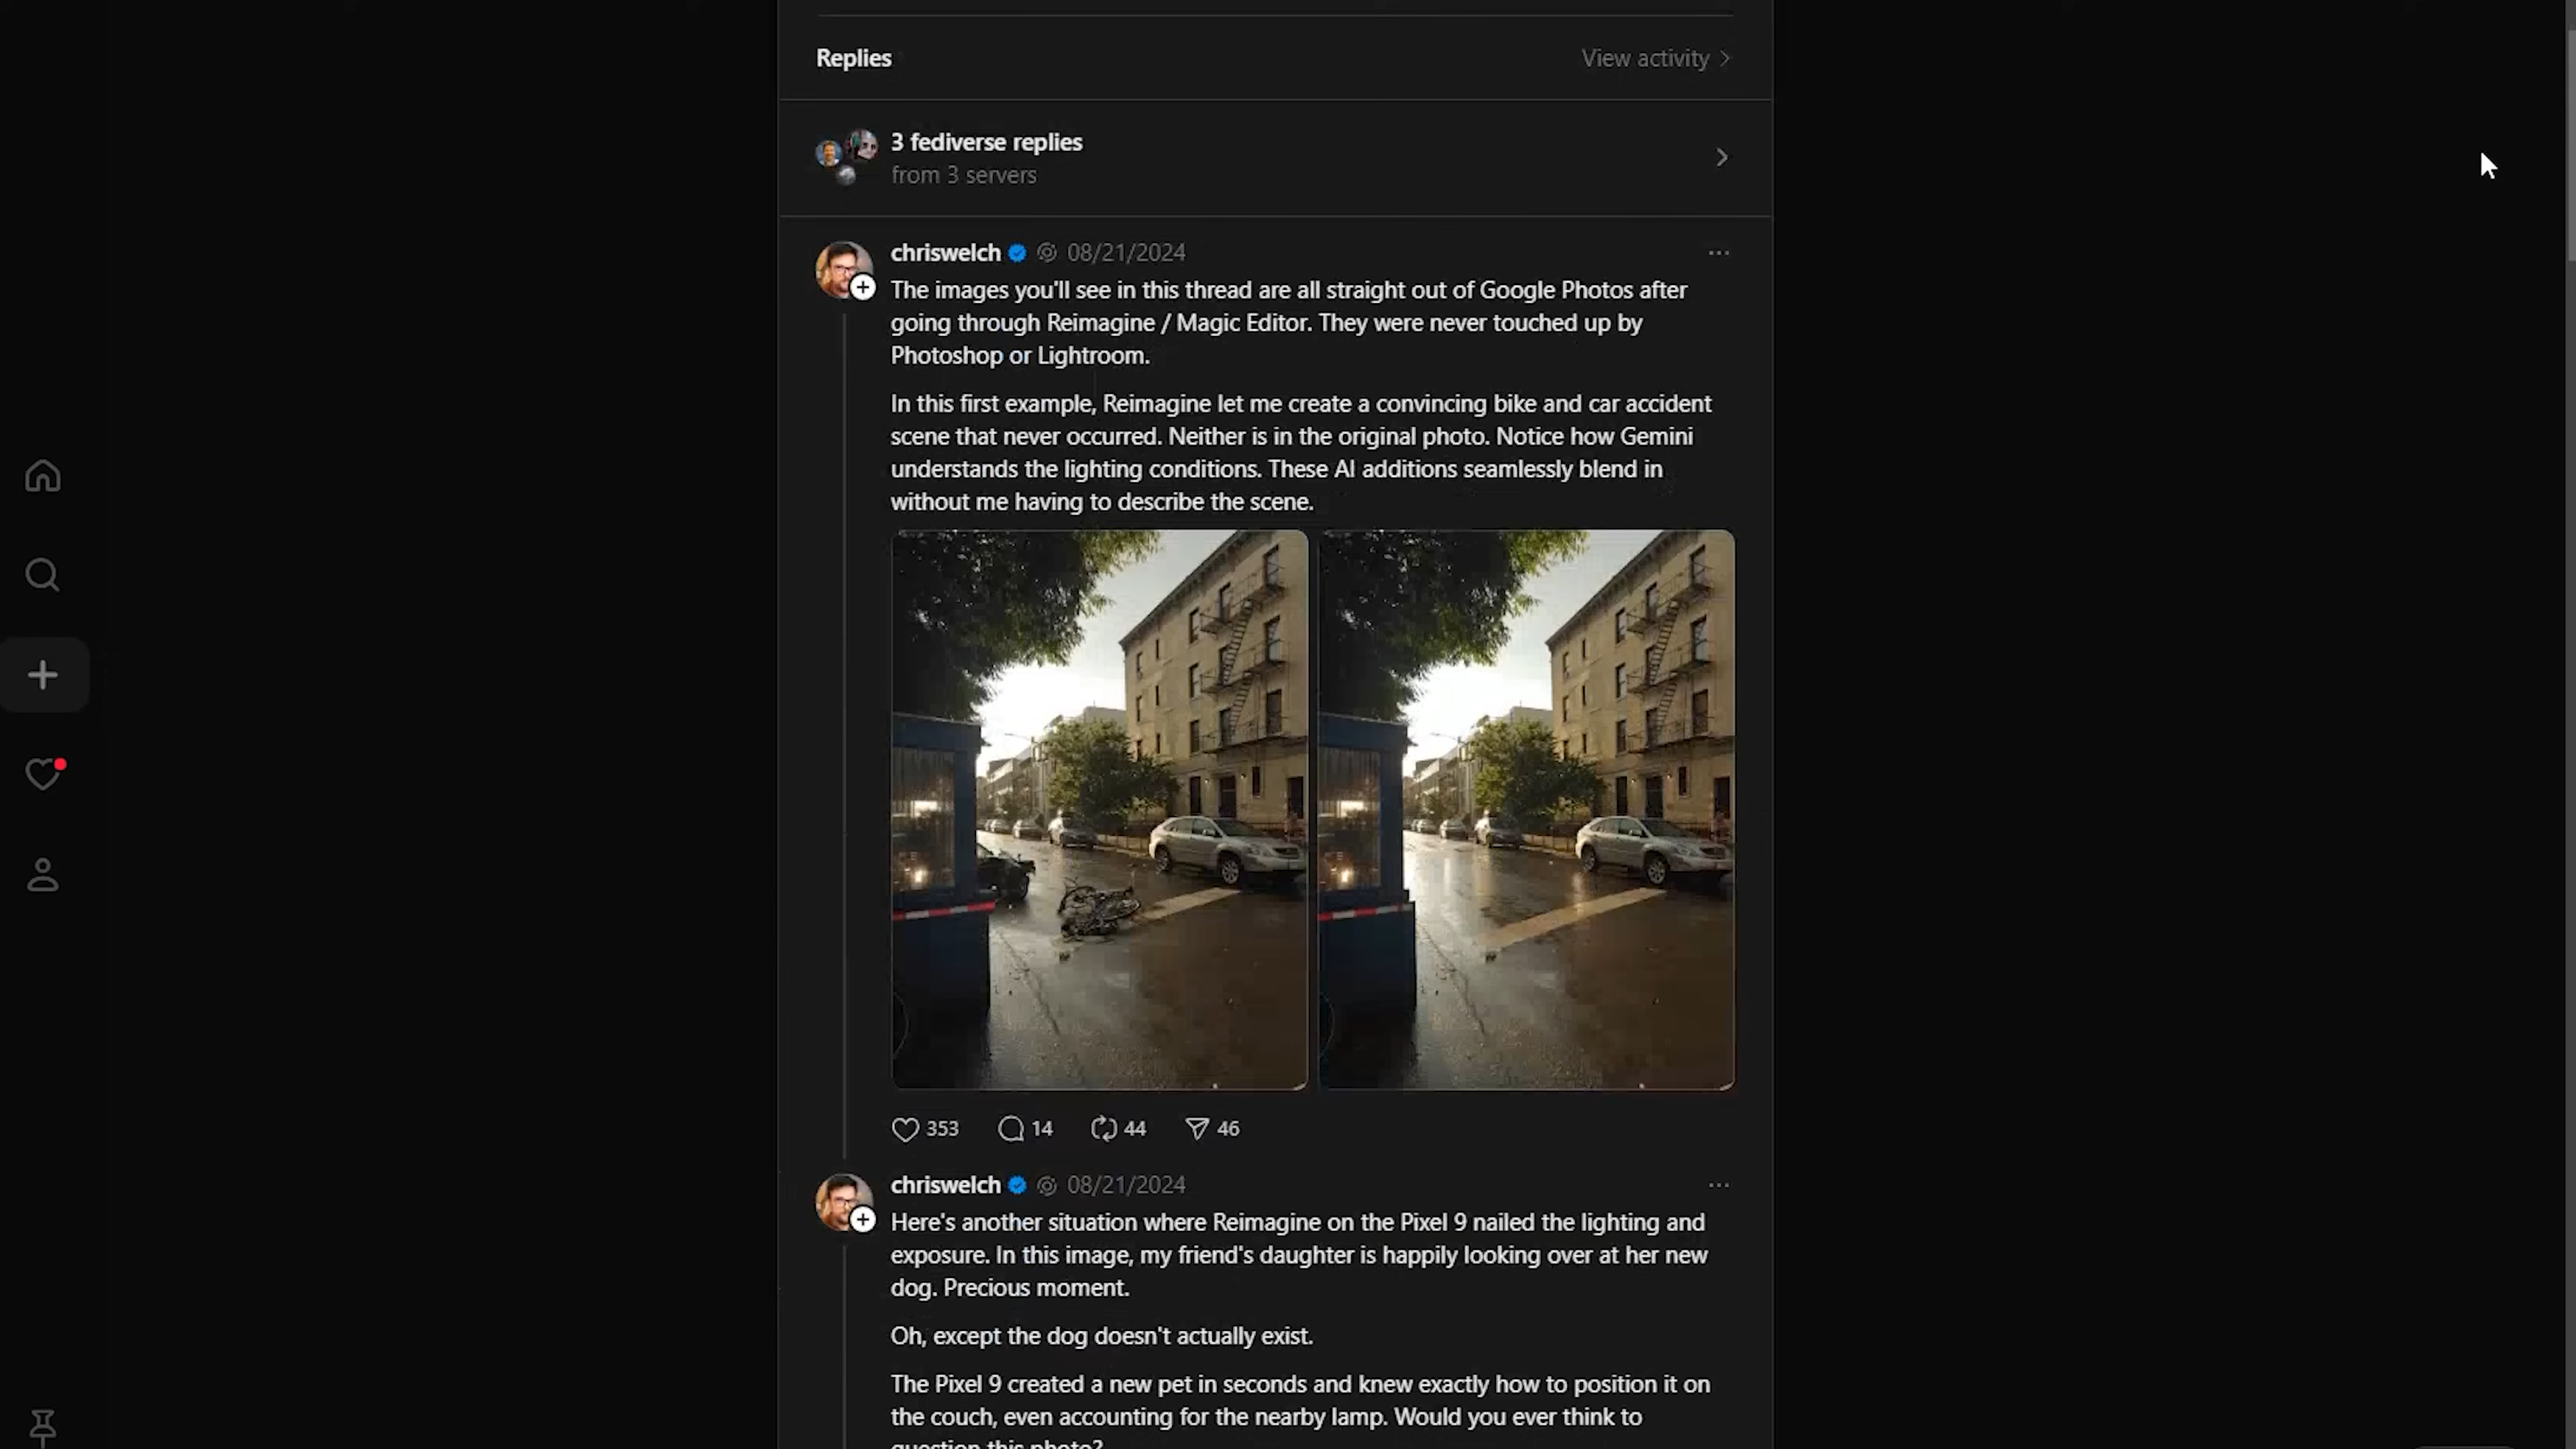 Replies
View activity
3 fediverse replies
from 3 servers
chriswelch 08/21/2024
The images you'll see in this thread are all straight out of Google Photos after
going through Reimagine / Magic Editor. They were never touched up by
Photoshop or Lightroom.
In this first example, Reimagine let me create a convincing bike and car accident
scene that never occurred. Neither is in the original photo. Notice how Gemini
understands the lighting conditions. These AI additions seamlessly blend in
without me having to describe the scene.
353 14 44 46
chriswelch 08/21/2024
Here's another situation where Reimagine on the Pixel 9 nailed the lighting and
exposure. In this image, my friend's daughter is happily looking over at her new
dog. Precious moment.
Oh, except the dog doesn't actually exist.
The Pixel 9 created a new pet in seconds and knew exactly how to position it on
the couch, even accounting for the nearby lamp. Would you ever think to
question this photo?